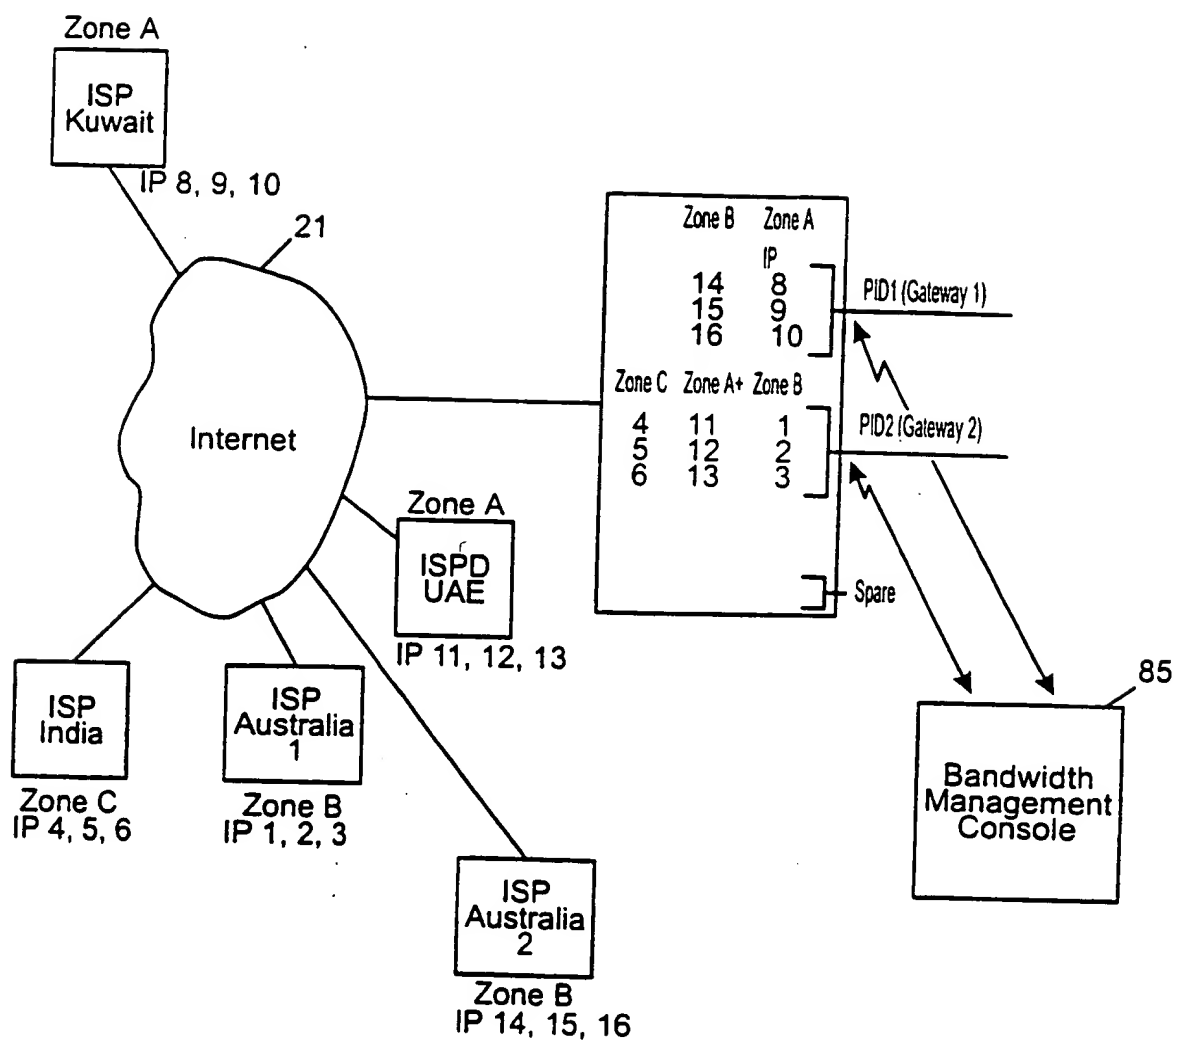 Zone A
ISP
Kuwait
IP 8, 9, 10
21
Internet
Zone B Zone A
IP
14 8
15 9
16 10
PID1 (Gateway 1)
Zone C Zone A+ Zone B
4 11 1
5 12 2
6 13 3
PID2 (Gateway 2)
Spare
Zone A
ISPD
UAE
IP 11, 12, 13
ISP
India
Zone C
IP 4, 5, 6
ISP
Australia
1
Zone B
IP 1, 2, 3
ISP
Australia
2
Zone B
IP 14, 15, 16
85
Bandwidth
Management
Console